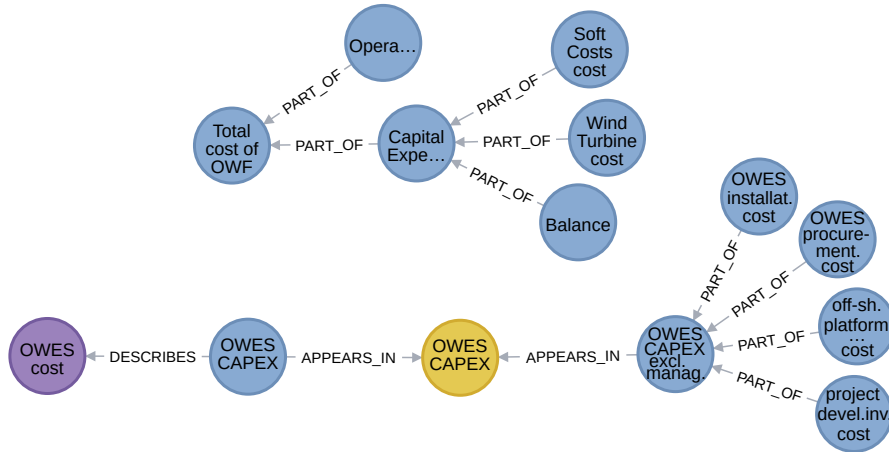 Opera…
PART_OF
Soft
Costs
cost
PART_OF
Total
cost of
OWF
PART_OF
Capital
Expe…
PART_OF
Wind
Turbine
cost
PART_OF
Balance
OWES
installat.
cost
OWES
procure-
ment.
cost
PART_OF
PART_OF
off-sh.
platform
…
cost
PART_OF
OWES
cost
DESCRIBES
OWES
CAPEX
APPEARS_IN
OWES
CAPEX
APPEARS_IN
OWES
CAPEX
excl.
manag.
PART_OF
project
devel.inv.
cost